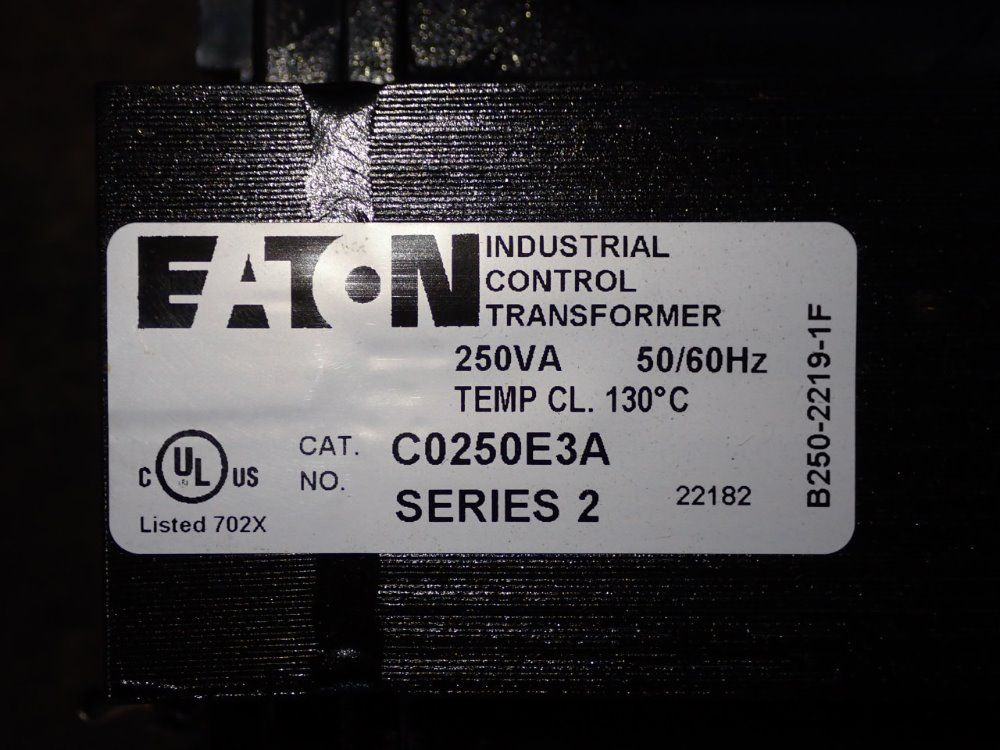 EATON
INDUSTRIAL
CONTROL
TRANSFORMER
250VA 50/60Hz
TEMP CL. 130°C
CAT. NO. C0250E3A
SERIES 2 22182
C UL US
Listed 702X
B250-2219-1F